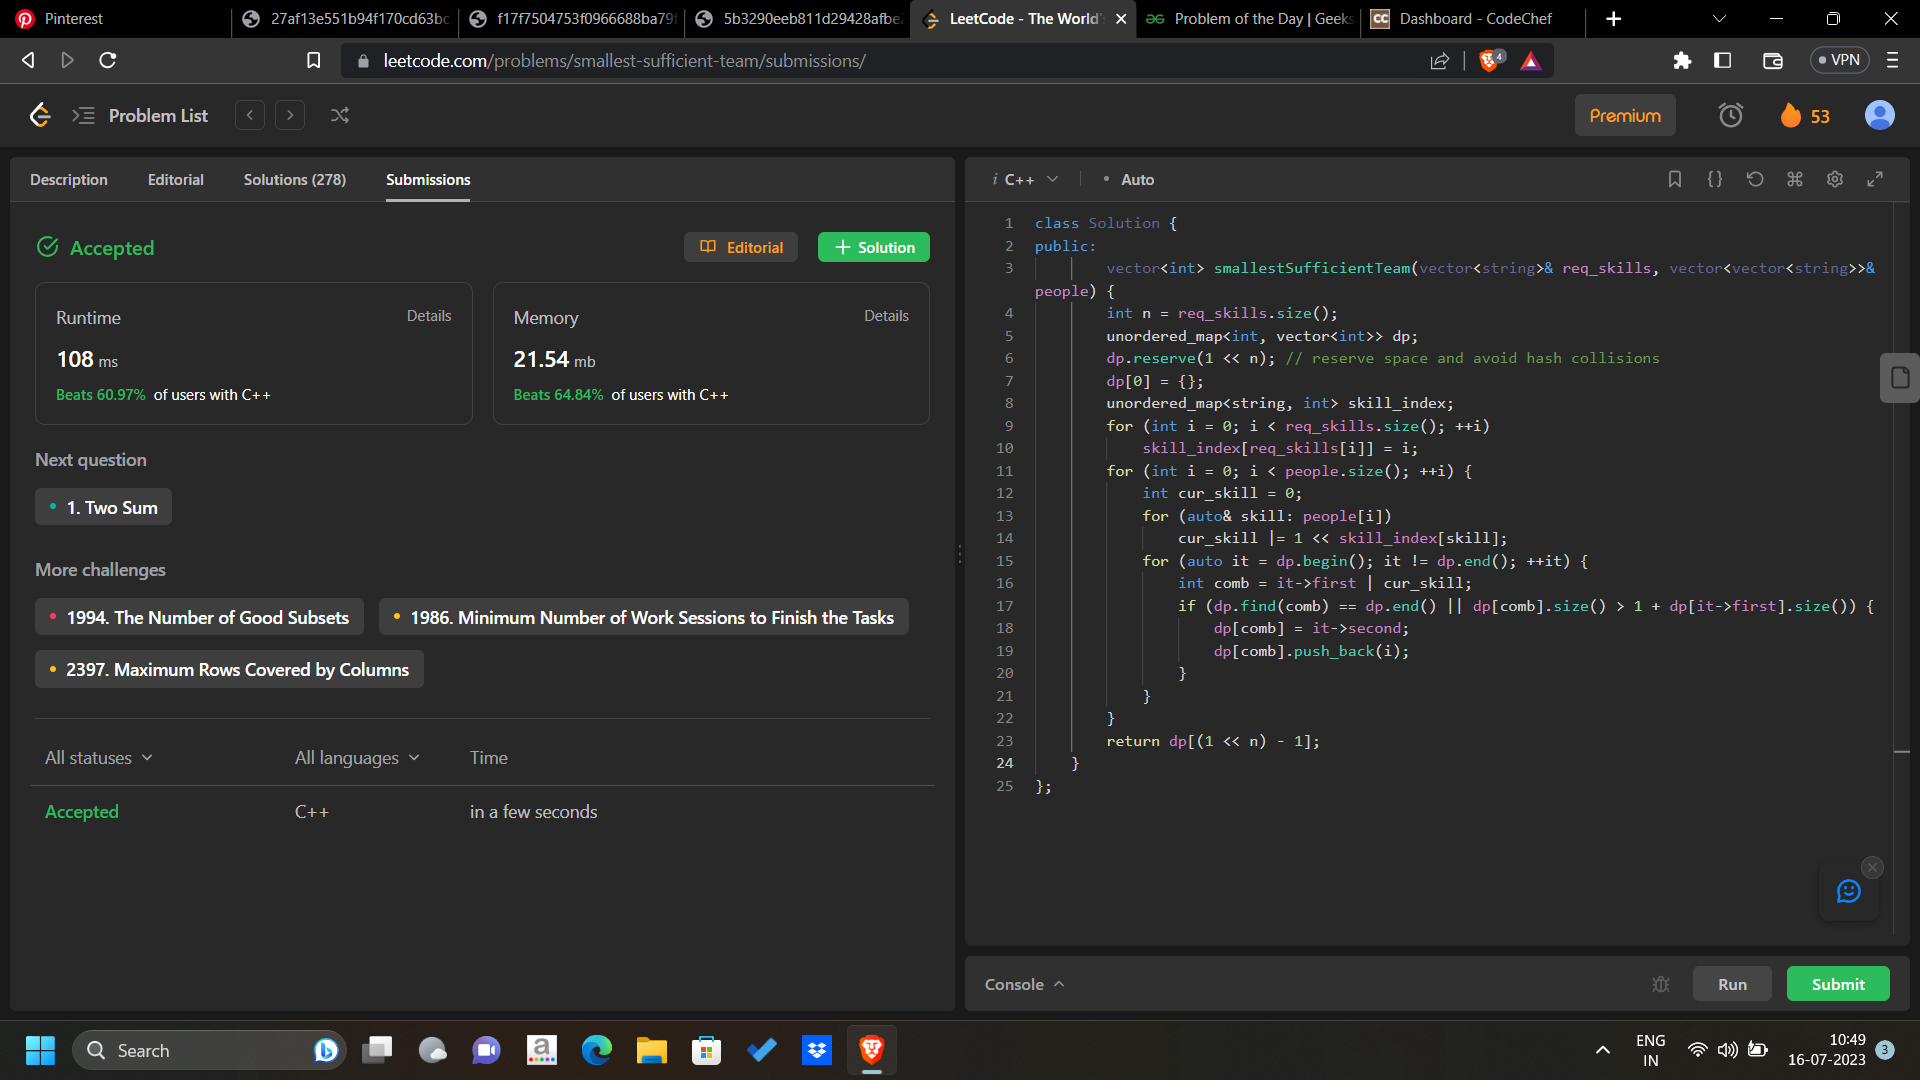 Pinterest
27af13e551b94f170cd63bc
f17f7504753f0966688ba79f
5b3290eeb811d29428afbe2
LeetCode - The World'
Problem of the Day | Geeks
CC Dashboard - CodeChef
leetcode.com/problems/smallest-sufficient-team/submissions/
4
VPN
Problem List
Premium
53
Description Editorial Solutions (278) Submissions
Accepted
Editorial
Solution
Runtime Details
108 ms
Beats 60.97% of users with C++
Memory Details
21.54 mb
Beats 64.84% of users with C++
Next question
1. Two Sum
More challenges
1994. The Number of Good Subsets
1986. Minimum Number of Work Sessions to Finish the Tasks
2397. Maximum Rows Covered by Columns
All statuses All languages Time
Accepted C++ in a few seconds
i C++ • Auto
1 class Solution {
2 public:
3 vector<int> smallestSufficientTeam(vector<string>& req_skills, vector<vector<string>>&
people) {
4 int n = req_skills.size();
5 unordered_map<int, vector<int>> dp;
6 dp.reserve(1 << n); // reserve space and avoid hash collisions
7 dp[0] = {};
8 unordered_map<string, int> skill_index;
9 for (int i = 0; i < req_skills.size(); ++i)
10 skill_index[req_skills[i]] = i;
11 for (int i = 0; i < people.size(); ++i) {
12 int cur_skill = 0;
13 for (auto& skill: people[i])
14 cur_skill |= 1 << skill_index[skill];
15 for (auto it = dp.begin(); it != dp.end(); ++it) {
16 int comb = it->first | cur_skill;
17 if (dp.find(comb) == dp.end() || dp[comb].size() > 1 + dp[it->first].size()) {
18 dp[comb] = it->second;
19 dp[comb].push_back(i);
20 }
21 }
22 }
23 return dp[(1 << n) - 1];
24 }
25 };
Console
Run
Submit
Search
a
ENG
IN
10:49
16-07-2023
3